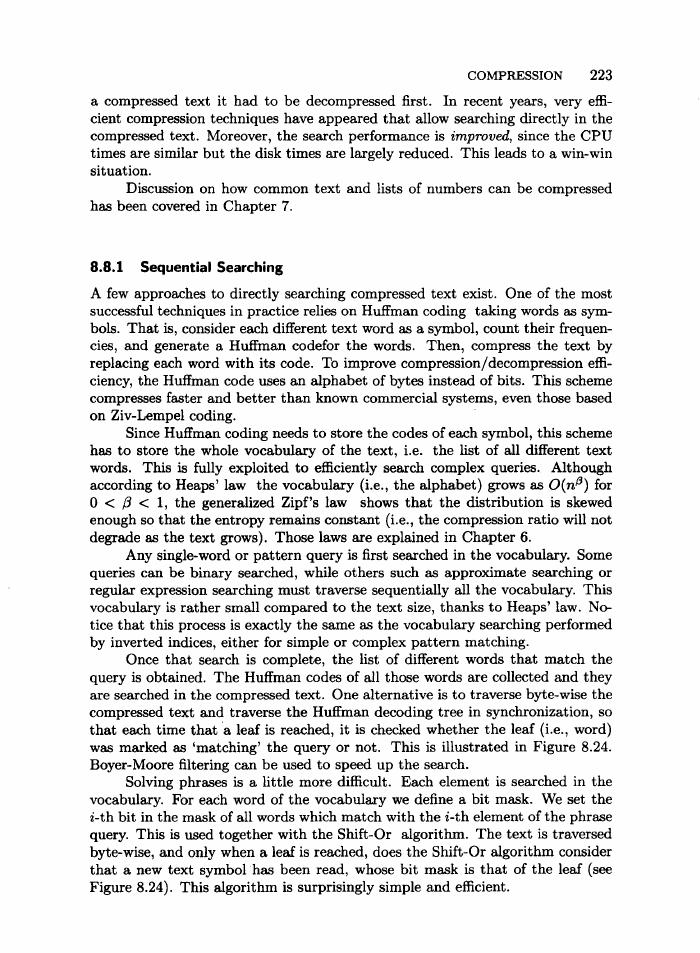 COMPRESSION 223
a compressed text it had to be decompressed first. In recent years, very effi-
cient compression techniques have appeared that allow searching directly in the
compressed text. Moreover, the search performance is improved, since the CPU
times are similar but the disk times are largely reduced. This leads to a win-win
situation.
Discussion on how common text and lists of numbers can be compressed
has been covered in Chapter 7.
8.8.1 Sequential Searching
A few approaches to directly searching compressed text exist. One of the most
successful techniques in practice relies on Huffman coding taking words as sym-
bols. That is, consider each different text word as a symbol, count their frequen-
cies, and generate a Huffman codefor the words. Then, compress the text by
replacing each word with its code. To improve compression/decompression effi-
ciency, the Huffman code uses an alphabet of bytes instead of bits. This scheme
compresses faster and better than known commercial systems, even those based
on Ziv-Lempel coding.
Since Huffman coding needs to store the codes of each symbol, this scheme
has to store the whole vocabulary of the text, i.e. the list of all different text
words. This is fully exploited to efficiently search complex queries. Although
according to Heaps' law the vocabulary (i.e., the alphabet) grows as O(n^β) for
0 < β < 1, the generalized Zipf's law shows that the distribution is skewed
enough so that the entropy remains constant (i.e., the compression ratio will not
degrade as the text grows). Those laws are explained in Chapter 6.
Any single-word or pattern query is first searched in the vocabulary. Some
queries can be binary searched, while others such as approximate searching or
regular expression searching must traverse sequentially all the vocabulary. This
vocabulary is rather small compared to the text size, thanks to Heaps' law. No-
tice that this process is exactly the same as the vocabulary searching performed
by inverted indices, either for simple or complex pattern matching.
Once that search is complete, the list of different words that match the
query is obtained. The Huffman codes of all those words are collected and they
are searched in the compressed text. One alternative is to traverse byte-wise the
compressed text and traverse the Huffman decoding tree in synchronization, so
that each time that a leaf is reached, it is checked whether the leaf (i.e., word)
was marked as 'matching' the query or not. This is illustrated in Figure 8.24.
Boyer-Moore filtering can be used to speed up the search.
Solving phrases is a little more difficult. Each element is searched in the
vocabulary. For each word of the vocabulary we define a bit mask. We set the
i-th bit in the mask of all words which match with the i-th element of the phrase
query. This is used together with the Shift-Or algorithm. The text is traversed
byte-wise, and only when a leaf is reached, does the Shift-Or algorithm consider
that a new text symbol has been read, whose bit mask is that of the leaf (see
Figure 8.24). This algorithm is surprisingly simple and efficient.